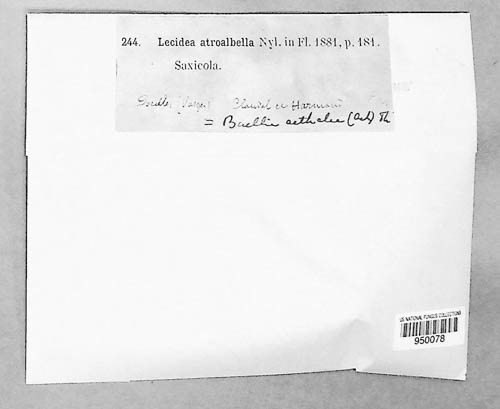 244. Lecidea atroalbella Nyl. in Fl. 1881, p. 181.
Saxicola.
(Vosges) Claudel et Harmand
= Buellia aethalea (Ach) Th
US NATIONAL FUNGUS COLLECTIONS
950078